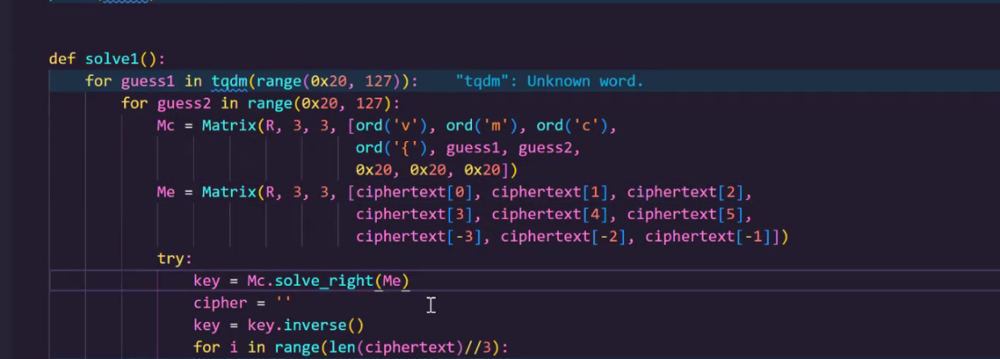 def solve1():
for guess1 in tqdm(range(0x20, 127)): "tqdm": Unknown word.
for guess2 in range(0x20, 127):
Mc = Matrix(R, 3, 3, [ord('v'), ord('m'), ord('c'),
ord('{'), guess1, guess2,
0x20, 0x20, 0x20])
Me = Matrix(R, 3, 3, [ciphertext[0], ciphertext[1], ciphertext[2],
ciphertext[3], ciphertext[4], ciphertext[5],
ciphertext[-3], ciphertext[-2], ciphertext[-1]])
try:
key = Mc.solve_right(Me)
cipher = ''
key = key.inverse()
for i in range(len(ciphertext)//3):